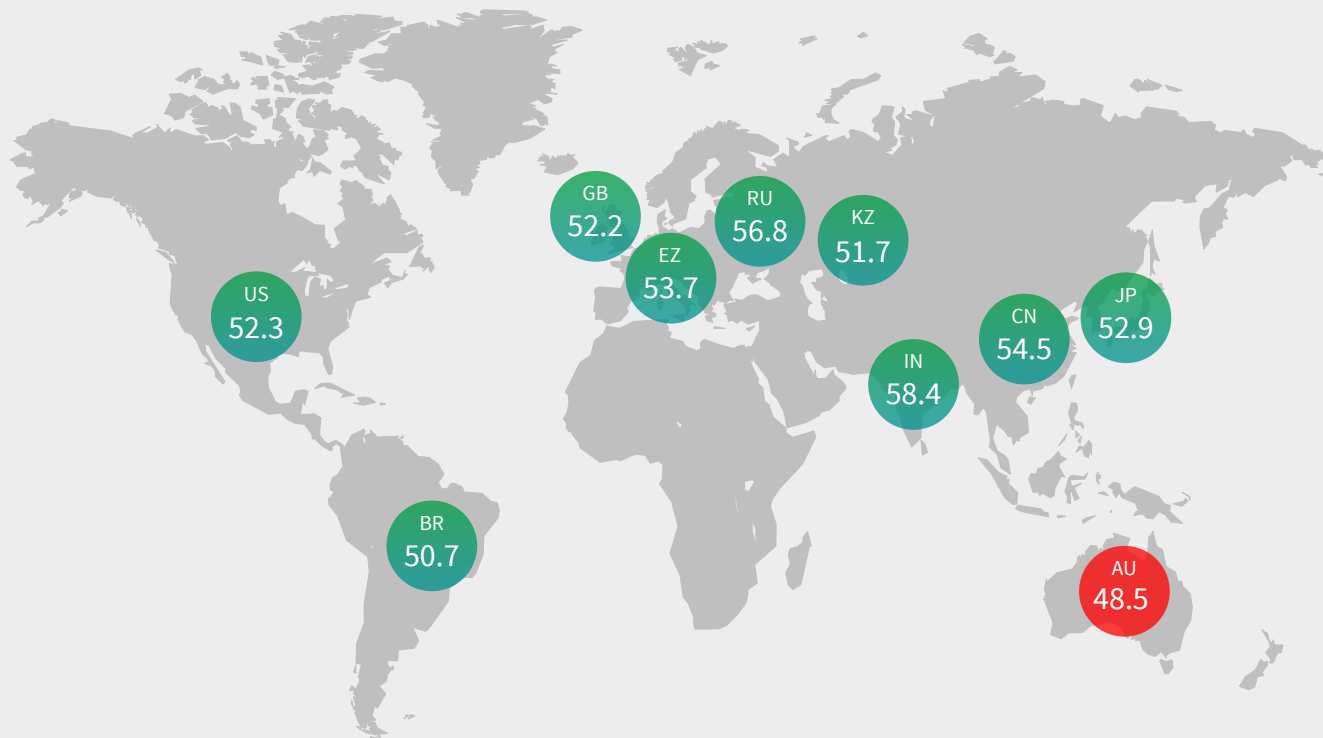 GB
52.2
RU
56.8
KZ
51.7
EZ
53.7
US
52.3
CN
54.5
JP
52.9
IN
58.4
BR
50.7
AU
48.5